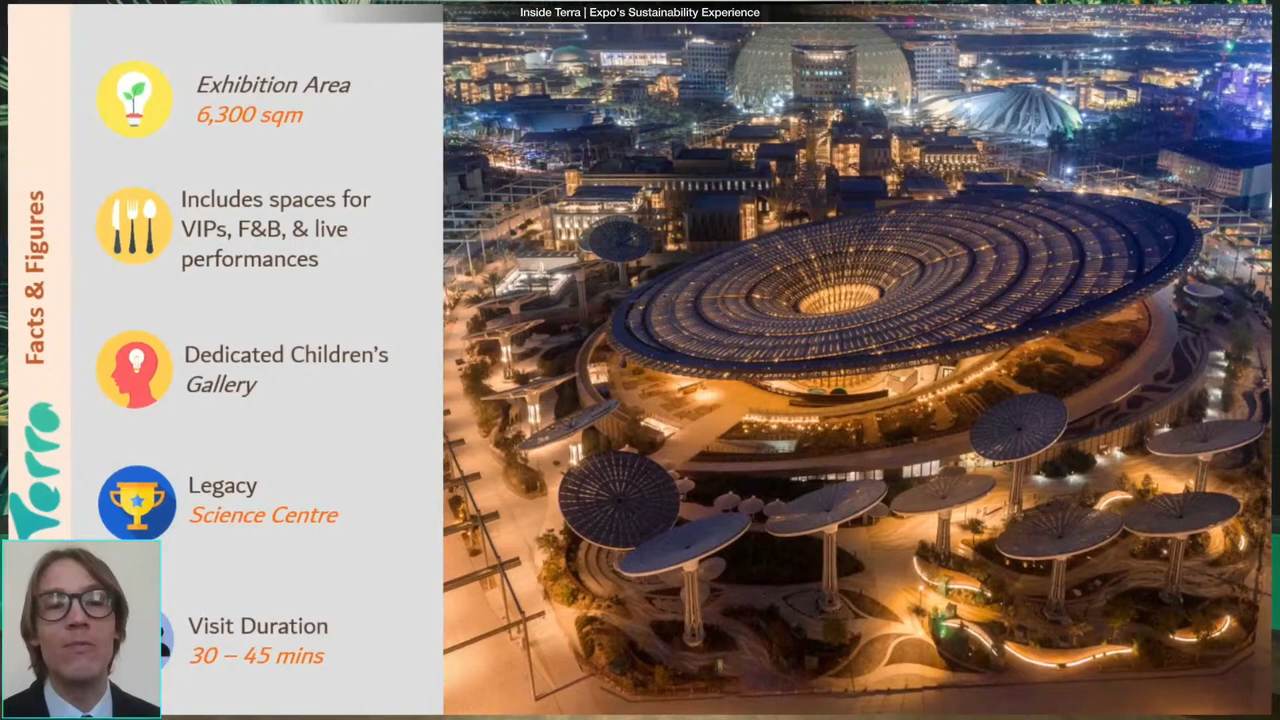 Inside Terra | Expo's Sustainability Experience
Facts & Figures
Terra
Exhibition Area
6,300 sqm
Includes spaces for
VIPs, F&B, & live
performances
Dedicated Children's
Gallery
Legacy
Science Centre
Visit Duration
30 – 45 mins